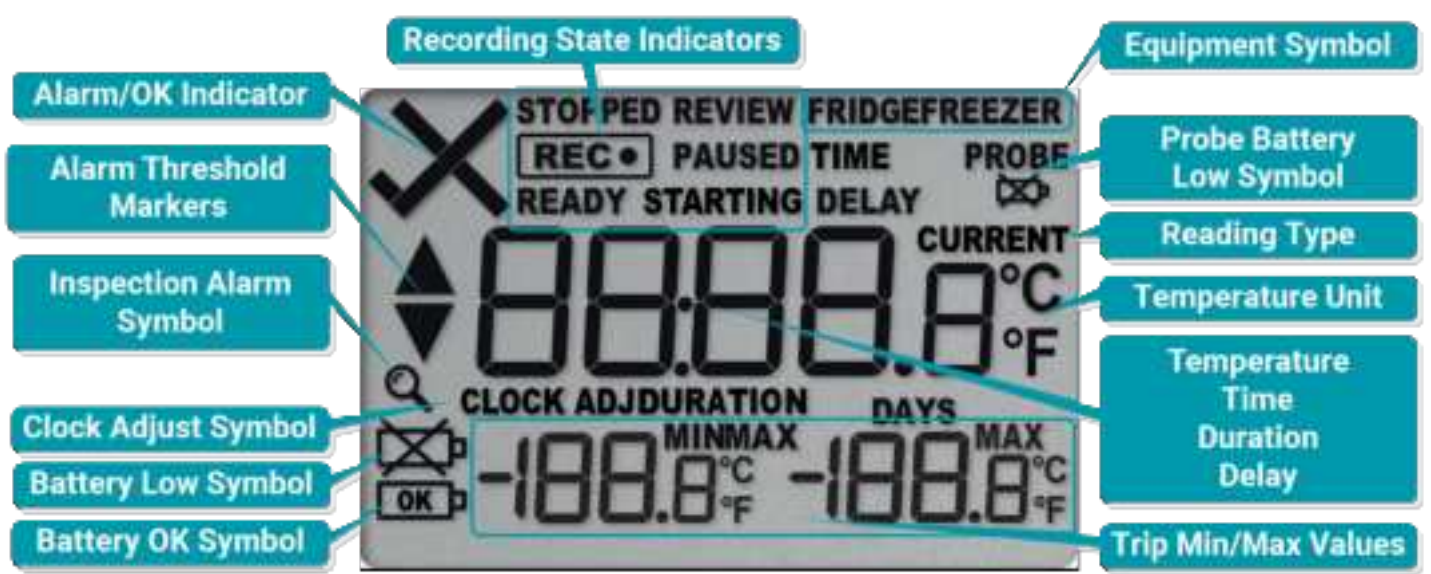 Recording State Indicators
Equipment Symbol
Alarm/OK Indicator
STOPPED REVIEW FRIDGEFREEZER
REC● PAUSED TIME PROBE
Probe Battery
Low Symbol
Alarm Threshold
Markers
READY STARTING DELAY
CURRENT
Reading Type
88:88.8 °C
°F
Temperature Unit
Inspection Alarm
Symbol
Temperature
Time
Duration
Delay
CLOCK ADJDURATION DAYS
Clock Adjust Symbol
MINMAX MAX
-188.8 °C °F -188.8 °C °F
Battery Low Symbol
OK
Battery OK Symbol
Trip Min/Max Values